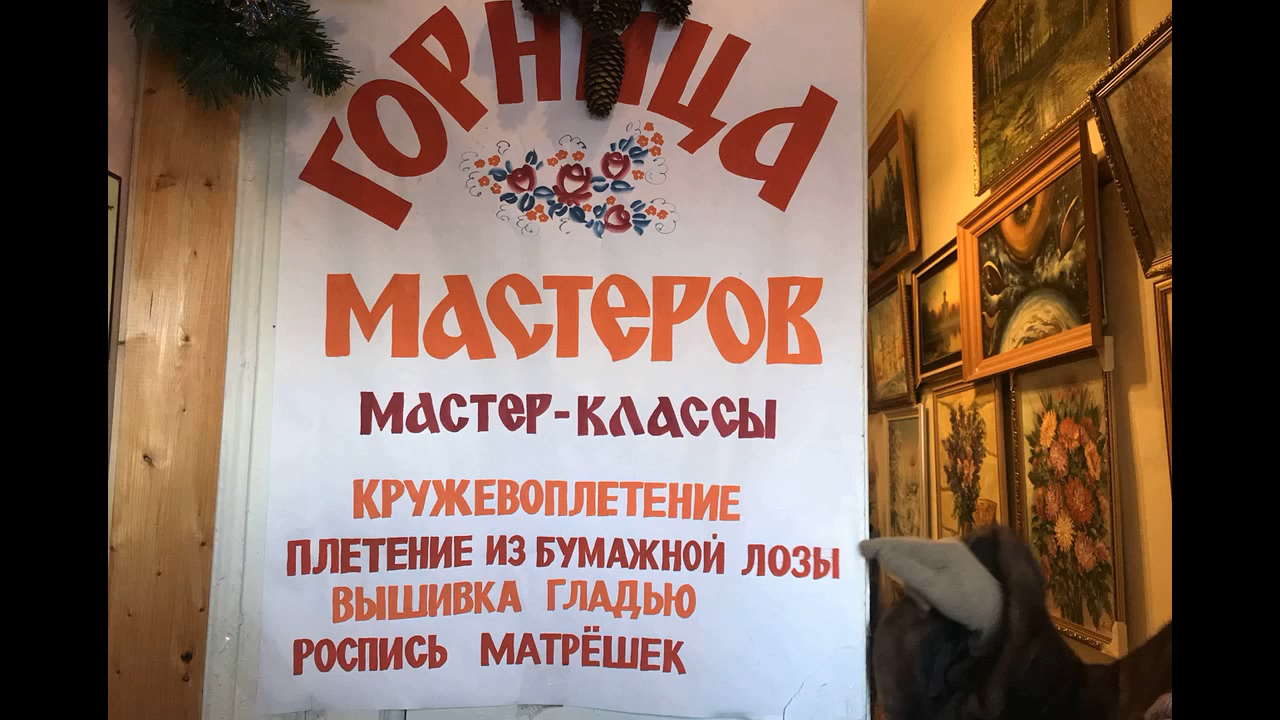 ГОРНИЦА
МАСТЕРОВ
МАСТЕР-КЛАССЫ
КРУЖЕВОПЛЕТЕНИЕ
ПЛЕТЕНИЕ ИЗ БУМАЖНОЙ ЛОЗЫ
ВЫШИВКА ГЛАДЬЮ
РОСПИСЬ МАТРЁШЕК